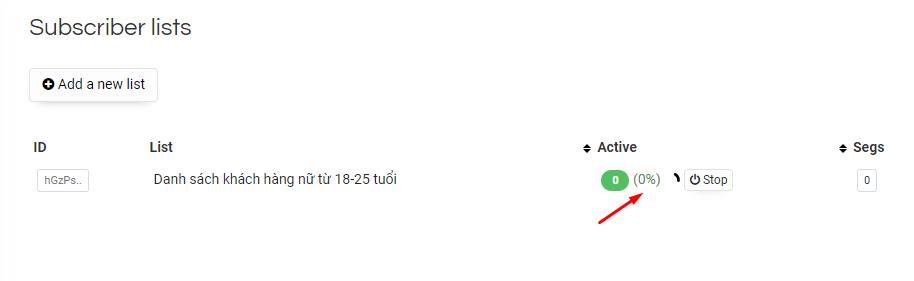 Subscriber lists
Add a new list
ID List Active Segs
hGzPs.. Danh sách khách hàng nữ từ 18-25 tuổi 0 (0%) Stop 0